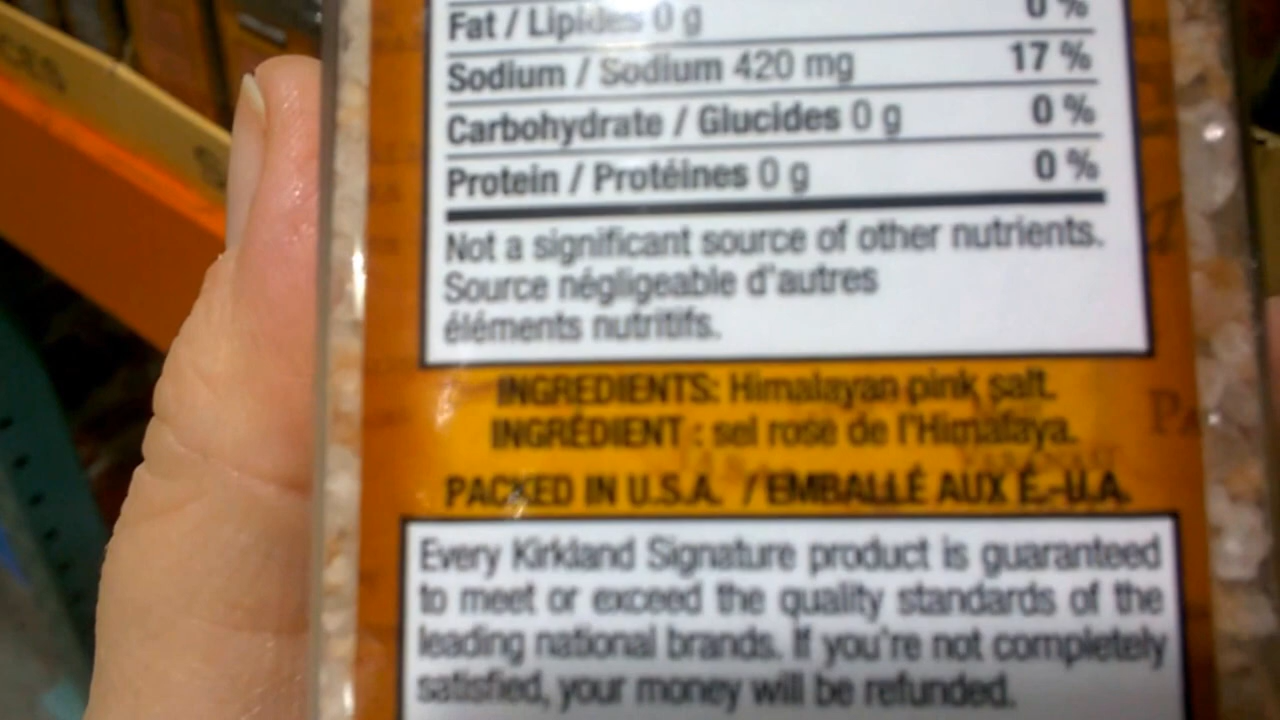 CES
Fat / Lipides 0 g 0 %
Sodium / Sodium 420 mg 17 %
Carbohydrate / Glucides 0 g 0 %
Protein / Protéines 0 g 0 %
Not a significant source of other nutrients.
Source négligeable d'autres
éléments nutritifs.
INGREDIENTS: Himalayan pink salt.
INGRÉDIENT : sel rose de l'Himalaya.
PACKED IN U.S.A. / EMBALLÉ AUX É.-U.A.
Every Kirkland Signature product is guaranteed
to meet or exceed the quality standards of the
leading national brands. If you're not completely
satisfied, your money will be refunded.